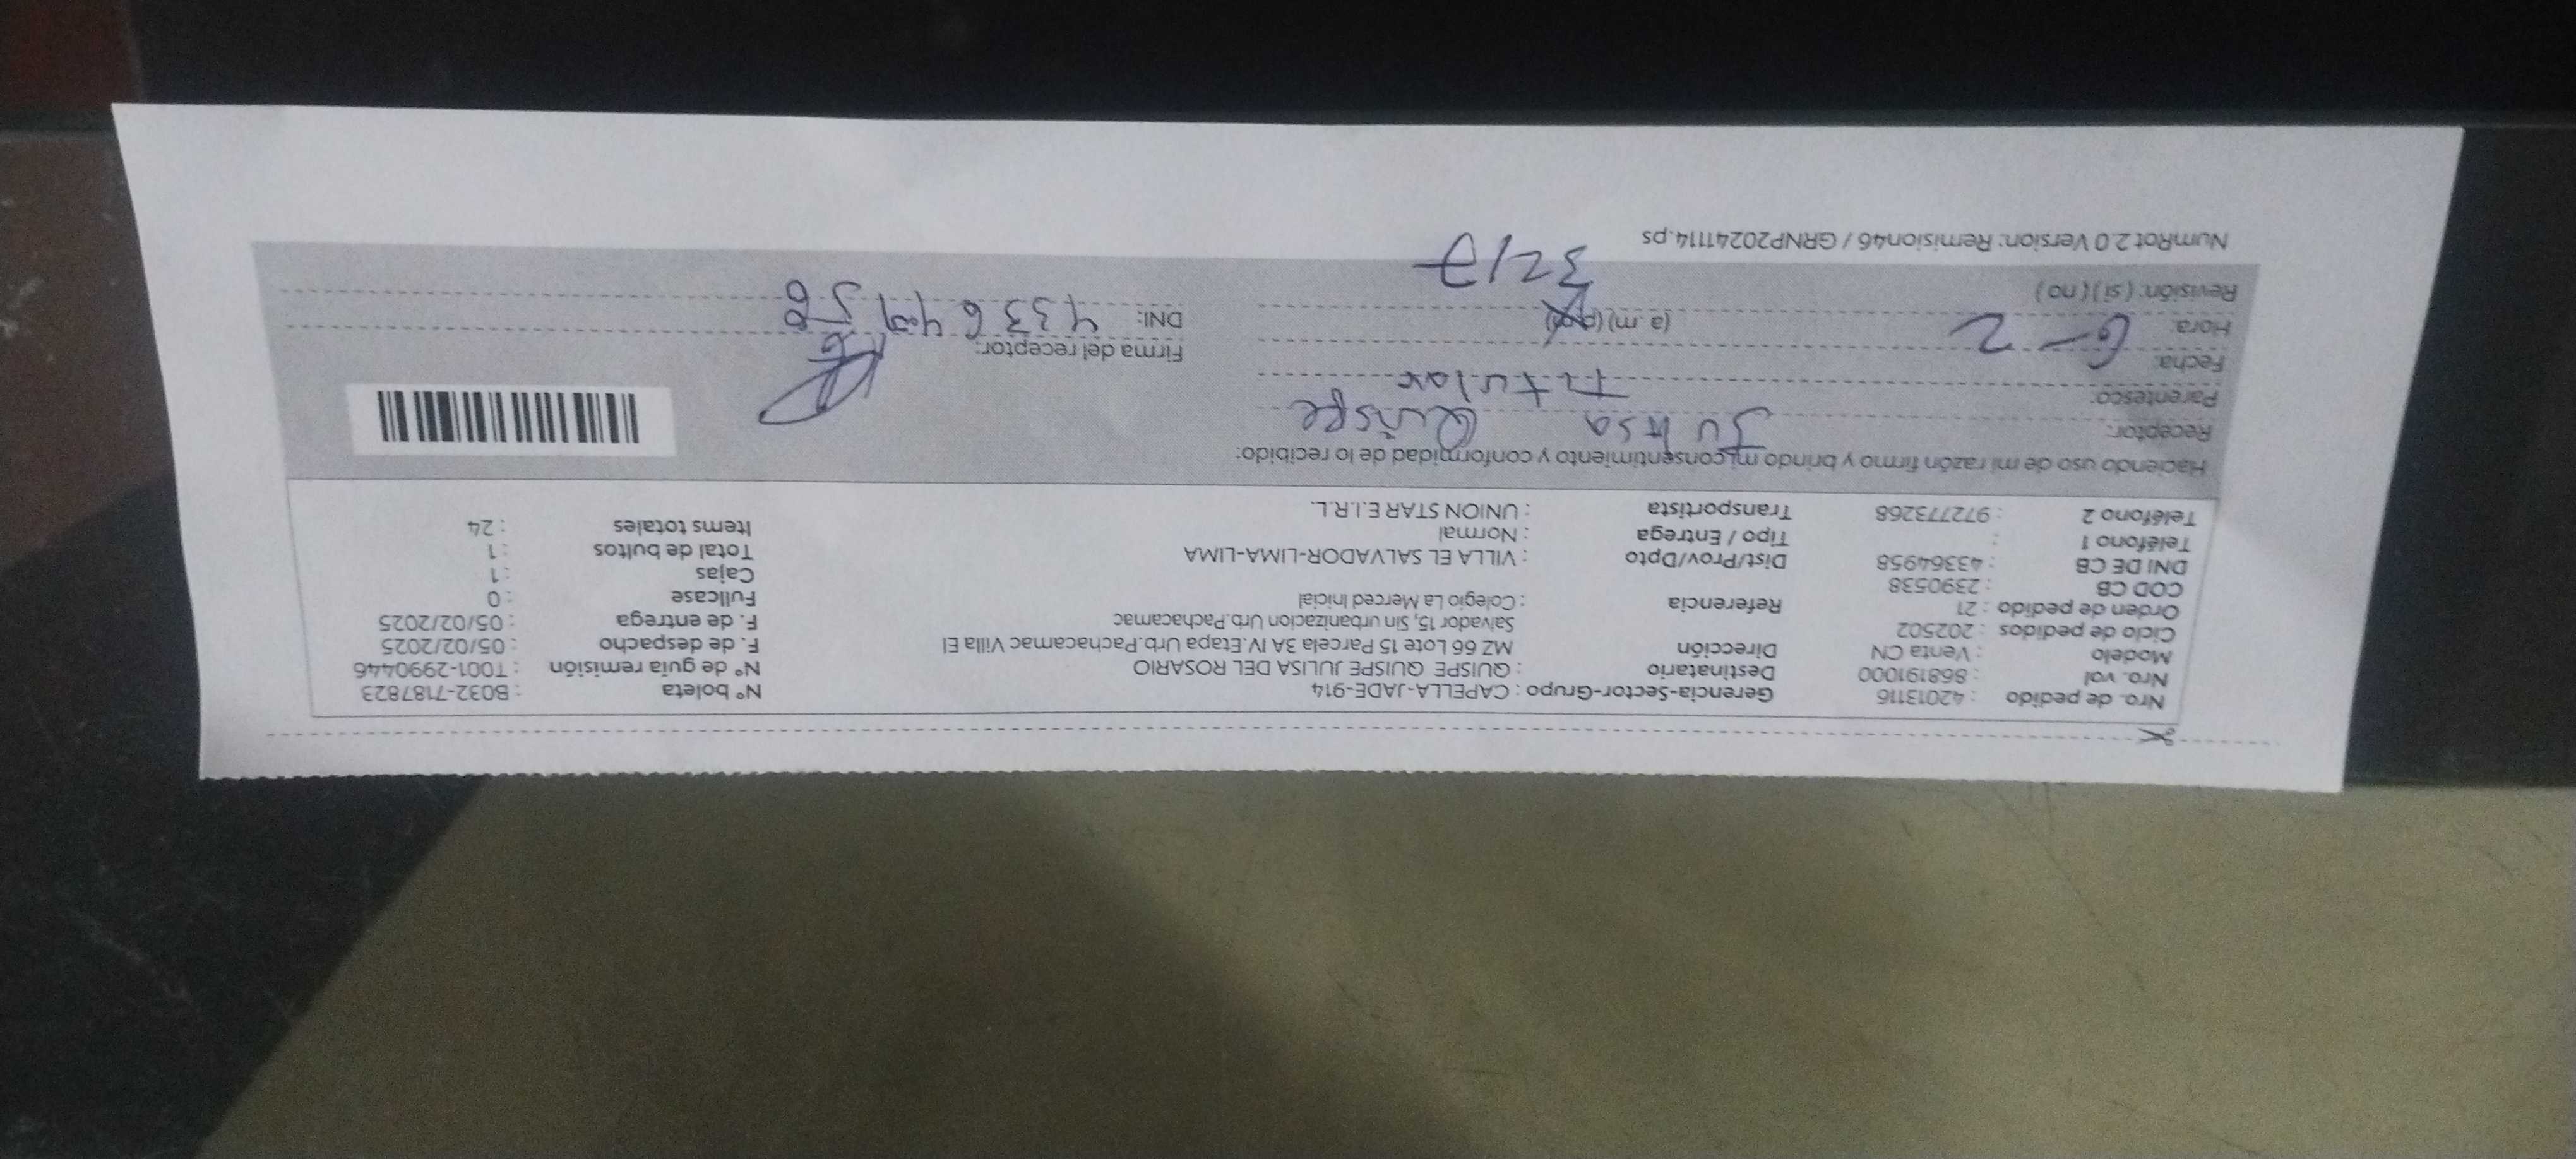 Nro. de pedido : 42013116 Gerencia-Sector-Grupo : CAPELLA-JADE-914 N° boleta : B032-7187823
Nro. vol : 868191000 Destinatario : QUISPE QUISPE JULISA DEL ROSARIO N° de guía remisión : T001-2990446
Modelo : Venta CN Dirección MZ 66 Lote 15 Parcela 3A IV.Etapa Urb.Pachacamac Villa El F. de despacho : 05/02/2025
Ciclo de pedidos : 202502 Salvador 15, Sin urbanizacion Urb.Pachacamac F. de entrega : 05/02/2025
Orden de pedido : 21 Referencia : Colegio La Merced Inicial Fullcase : 0
COD CB : 2390538 Cajas : 1
DNI DE CB : 43364958 Dist/Prov/Dpto : VILLA EL SALVADOR-LIMA-LIMA Total de bultos : 1
Teléfono 1 : Tipo / Entrega : Normal Items totales : 24
Teléfono 2 : 972773268 Transportista : UNION STAR E.I.R.L.
Haciendo uso de mi razón firmo y brindo mi consentimiento y conformidad de lo recibido:
Receptor: Quispe
Parentesco: Titular
Fecha: 6-2 Firma del receptor:
Hora: (a.m) (p.m) DNI: 43364958
Revisión: ( si ) ( no )
3217
NumRot 2.0 Version: Remision46 / GRNP20241114.ps